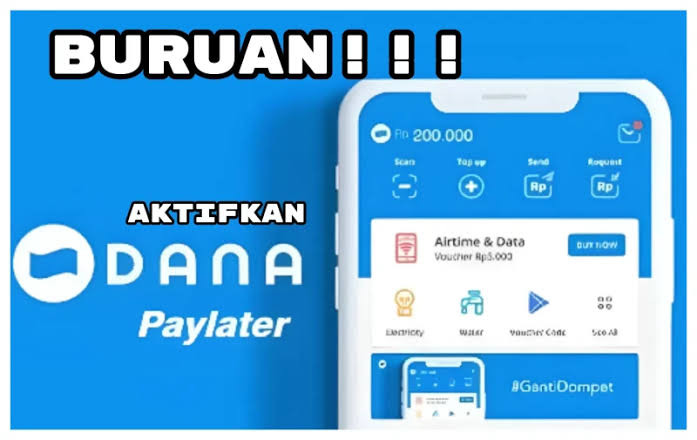 BURUAN!!!
AKTIFKAN
DANA
Paylater
Rp 200.000
Scan Top up Send Request
Rp Rp
Airtime & Data
Voucher Rp5.000
BUY NOW
Electricity Water Voucher Code See All
#GantiDompet